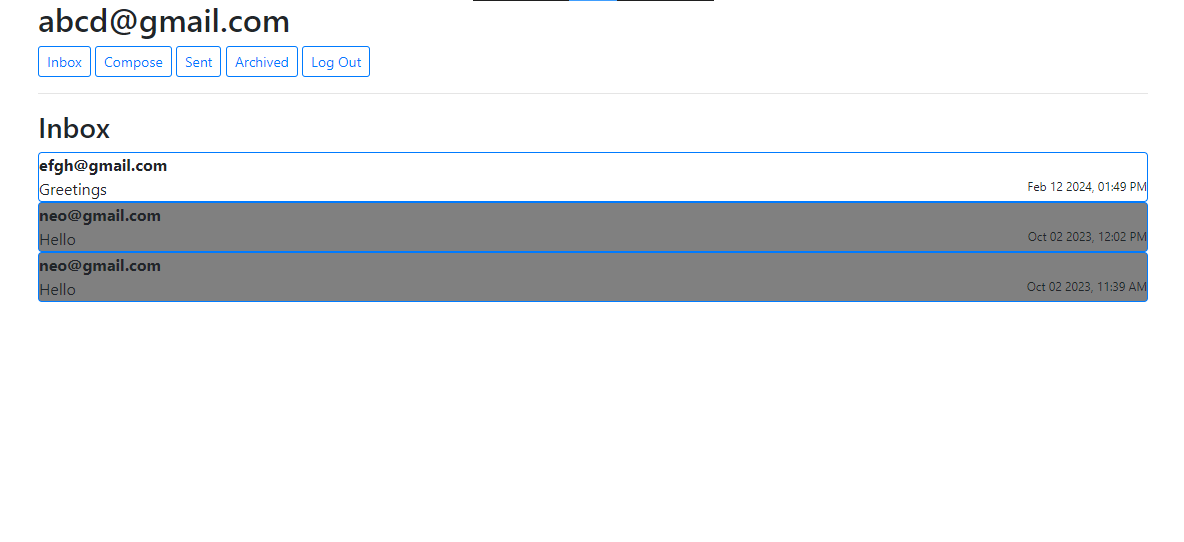 abcd@gmail.com
Inbox Compose Sent Archived Log Out
Inbox
efgh@gmail.com
Greetings Feb 12 2024, 01:49 PM
neo@gmail.com
Hello Oct 02 2023, 12:02 PM
neo@gmail.com
Hello Oct 02 2023, 11:39 AM